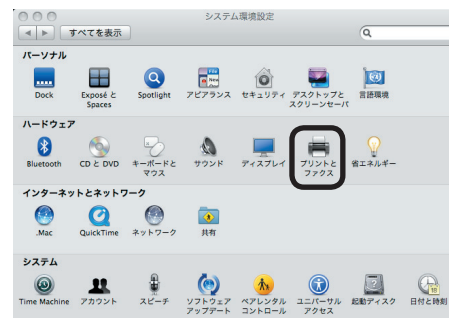 システム環境設定
すべてを表示
パーソナル
Dock
Exposé と
Spaces
Spotlight
アピアランス
セキュリティ
デスクトップと
スクリーンセーバ
言語環境
ハードウェア
Bluetooth
CD と DVD
キーボードと
マウス
サウンド
ディスプレイ
プリントと
ファクス
省エネルギー
インターネットとネットワーク
.Mac
QuickTime
ネットワーク
共有
システム
Time Machine
アカウント
スピーチ
ソフトウェア
アップデート
ペアレンタル
コントロール
ユニバーサル
アクセス
起動ディスク
日付と時刻